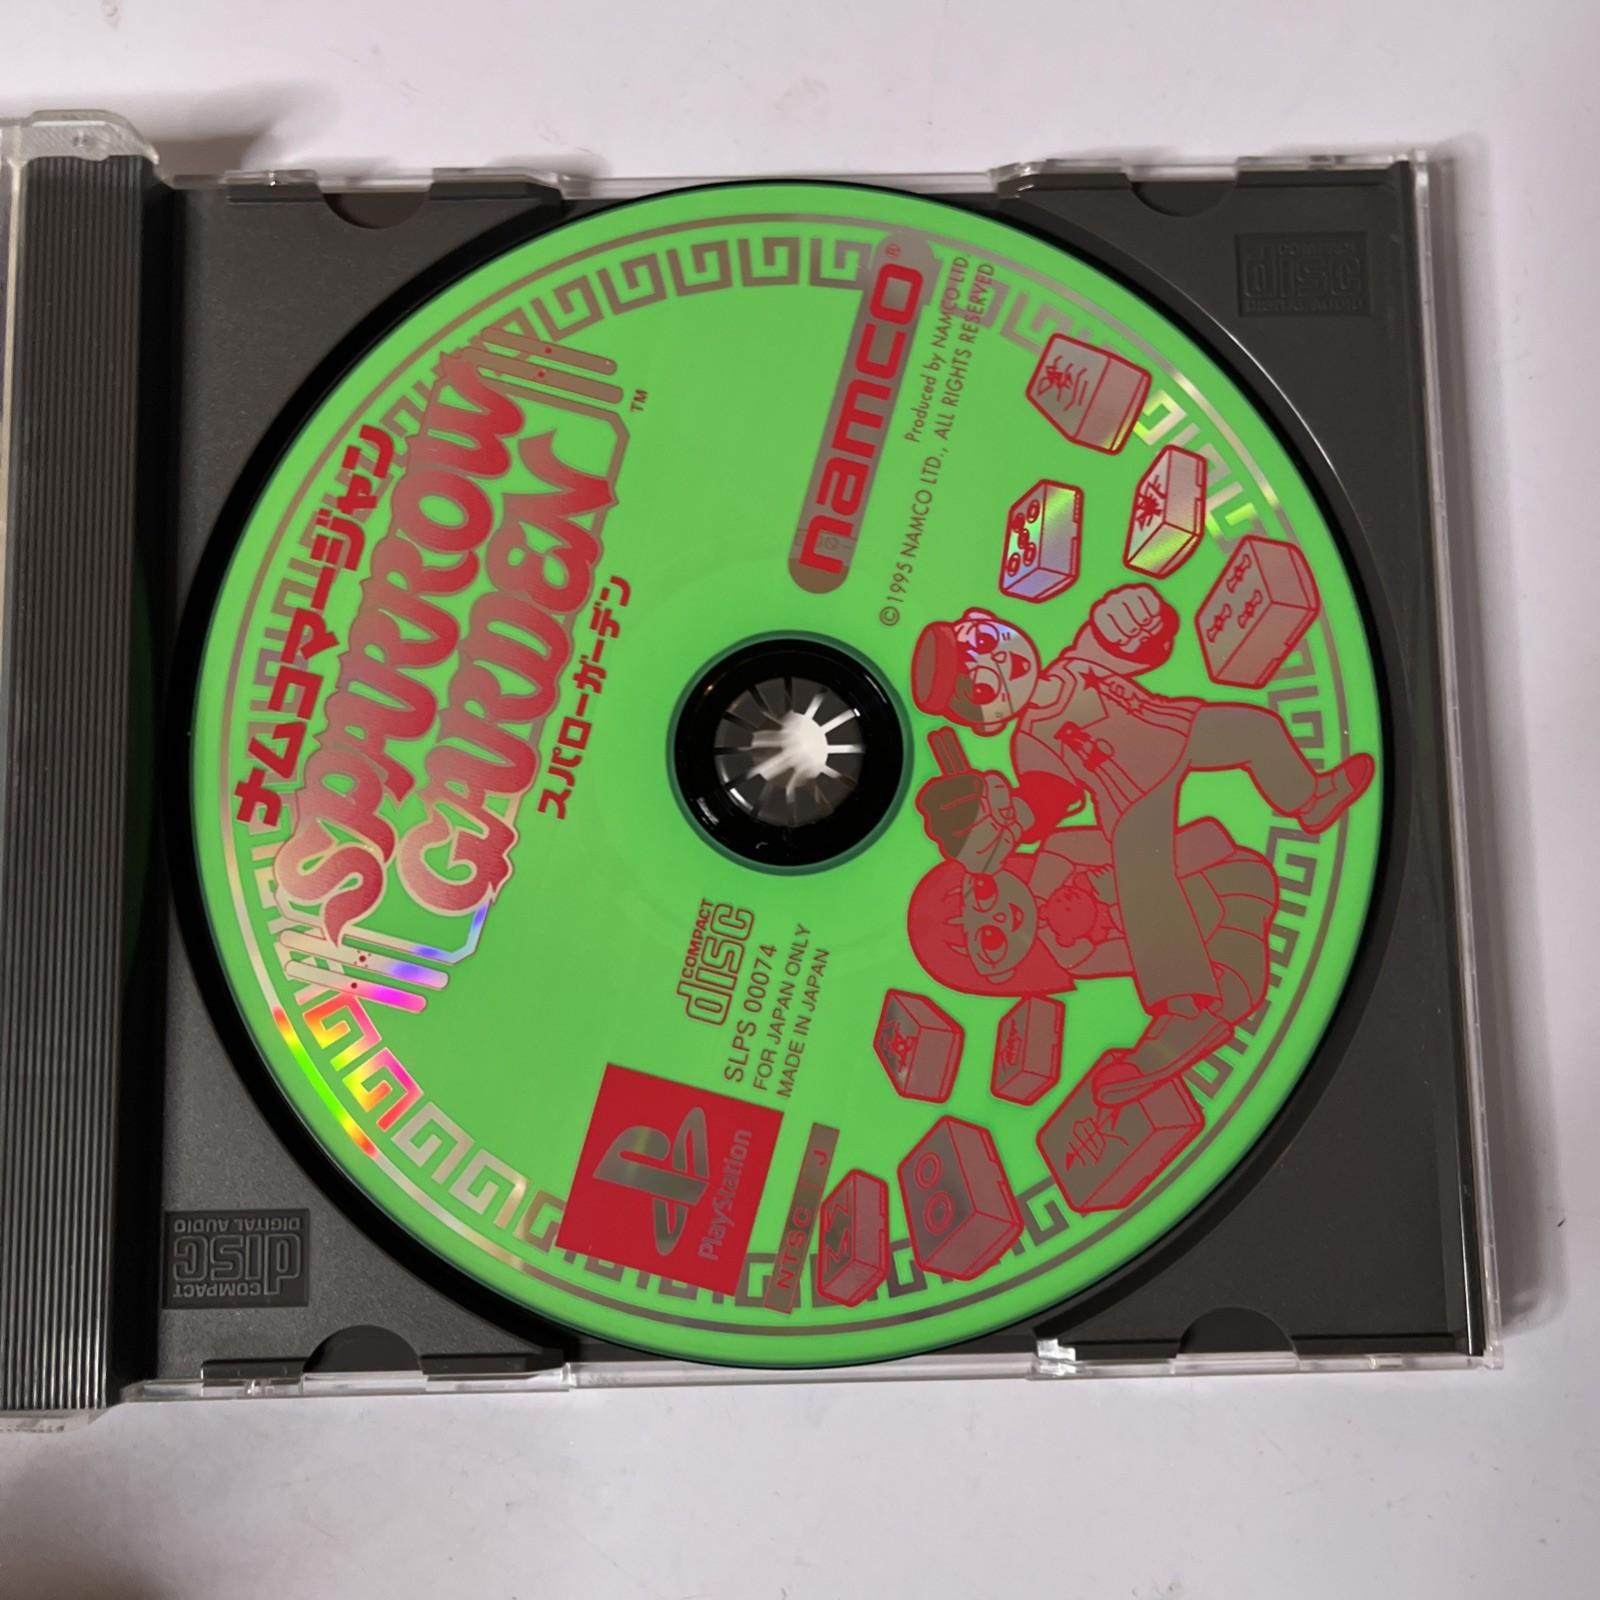 ナムコマージャン
SPARROW
GARDEN
TM
スパローガーデン
namco®
Produced by NAMCO LTD.
©1995 NAMCO LTD., ALL RIGHTS RESERVED
COMPACT
disc
SLPS 00074
FOR JAPAN ONLY
MADE IN JAPAN
PlayStation
NTSC J
disc
DIGITAL AUDIO
COMPACT
disc
DIGITAL AUDIO